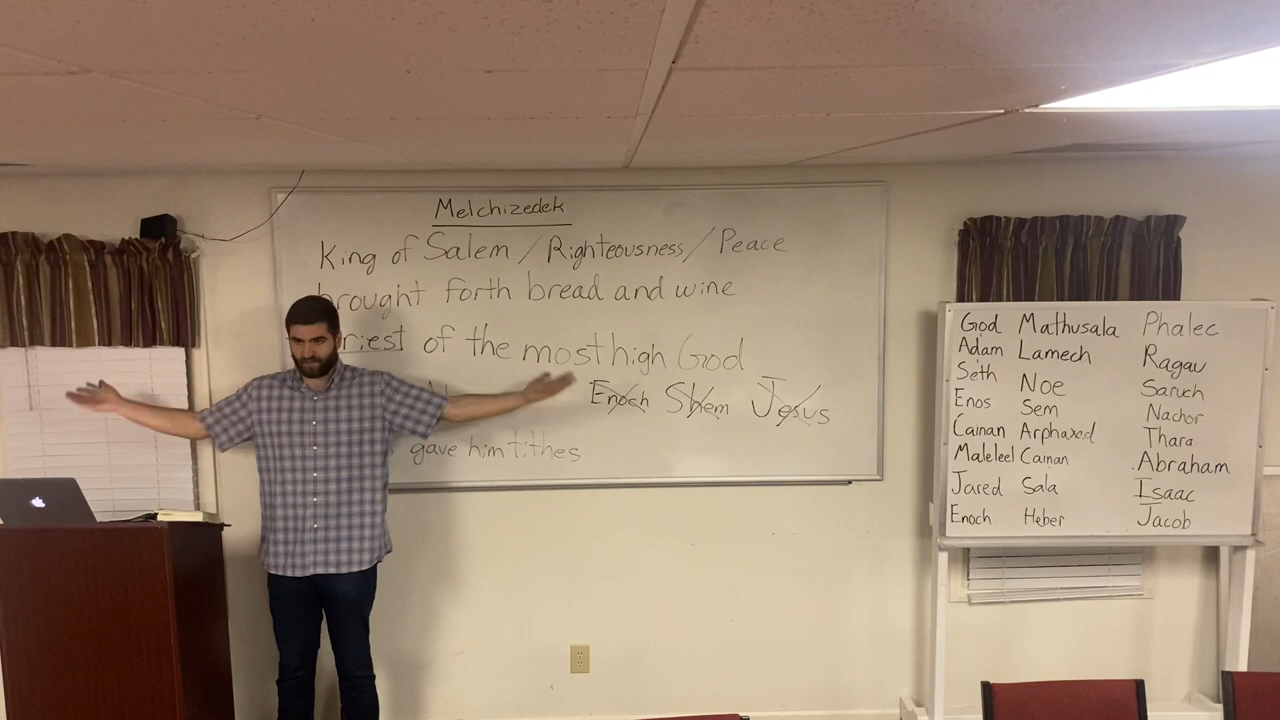 Melchizedek
King of Salem / Righteousness / Peace
brought forth bread and wine
Priest of the most high God
Enoch Shem Jesus
gave him tithes
God Mathusala Phalec
Adam Lamech Ragau
Seth Noe Saruch
Enos Sem Nachor
Cainan Arphaxad Thara
Maleleel Cainan Abraham
Jared Sala Isaac
Enoch Heber Jacob